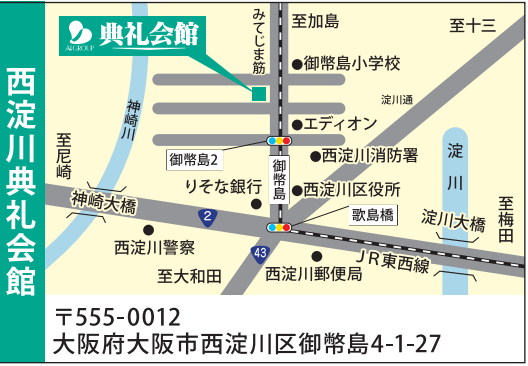 西淀川典礼会館
AI GROUP
典礼会館
みてじま筋
至加島
至十三
御幣島小学校
淀川通
エディオン
神崎川
至尼崎
御幣島2
西淀川消防署
淀川
御幣島
りそな銀行
西淀川区役所
至梅田
神崎大橋
2
歌島橋
淀川大橋
西淀川警察
43
JR東西線
至大和田
西淀川郵便局
〒555-0012
大阪府大阪市西淀川区御幣島4-1-27